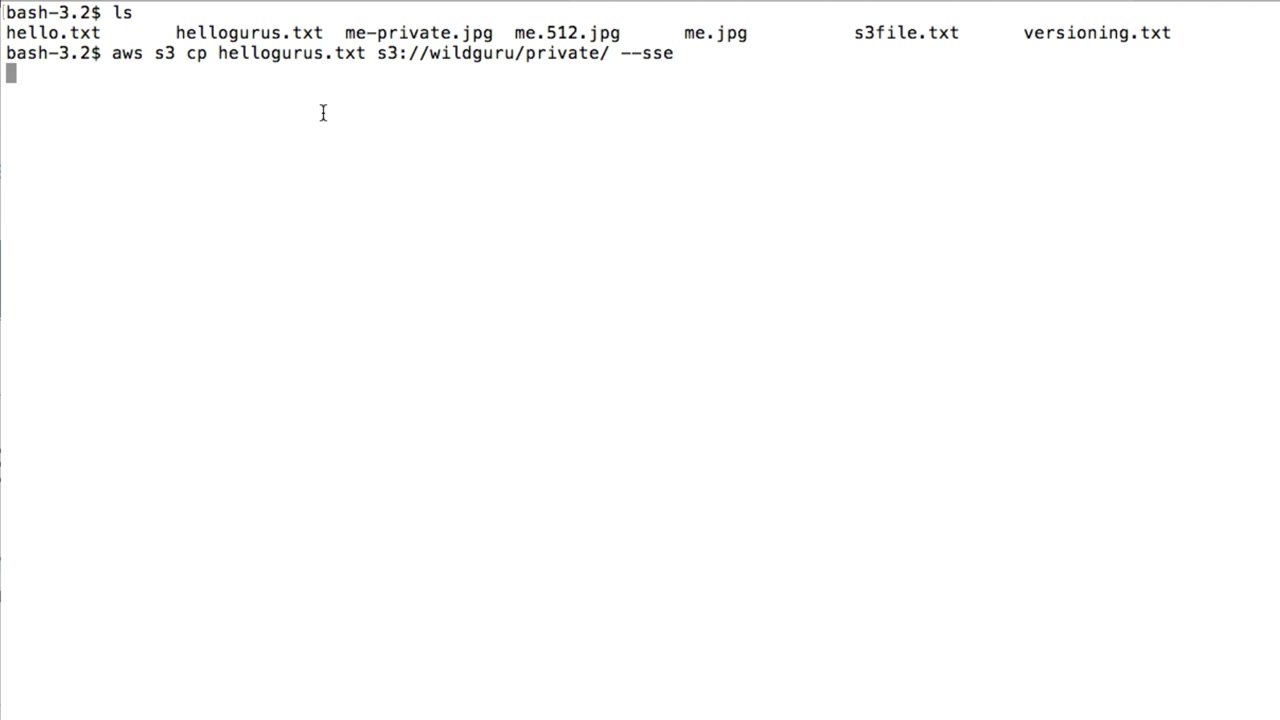 bash-3.2$ ls
hello.txt hellogurus.txt me-private.jpg me.512.jpg me.jpg s3file.txt versioning.txt
bash-3.2$ aws s3 cp hellogurus.txt s3://wildguru/private/ --sse